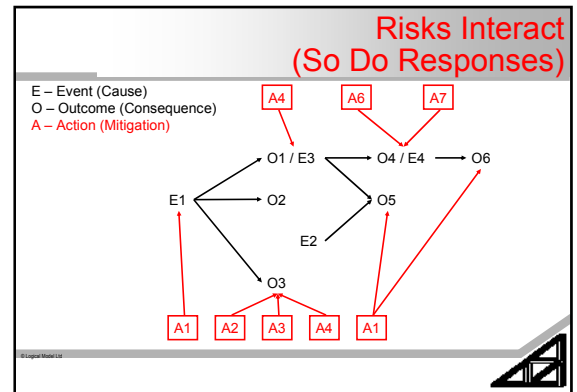 Risks Interact
(So Do Responses)
E – Event (Cause)
O – Outcome (Consequence)
A – Action (Mitigation)
A4 A6 A7
O1 / E3 O4 / E4 O6
E1 O2 O5
E2
O3
A1 A2 A3 A4 A1
© Logical Model Ltd